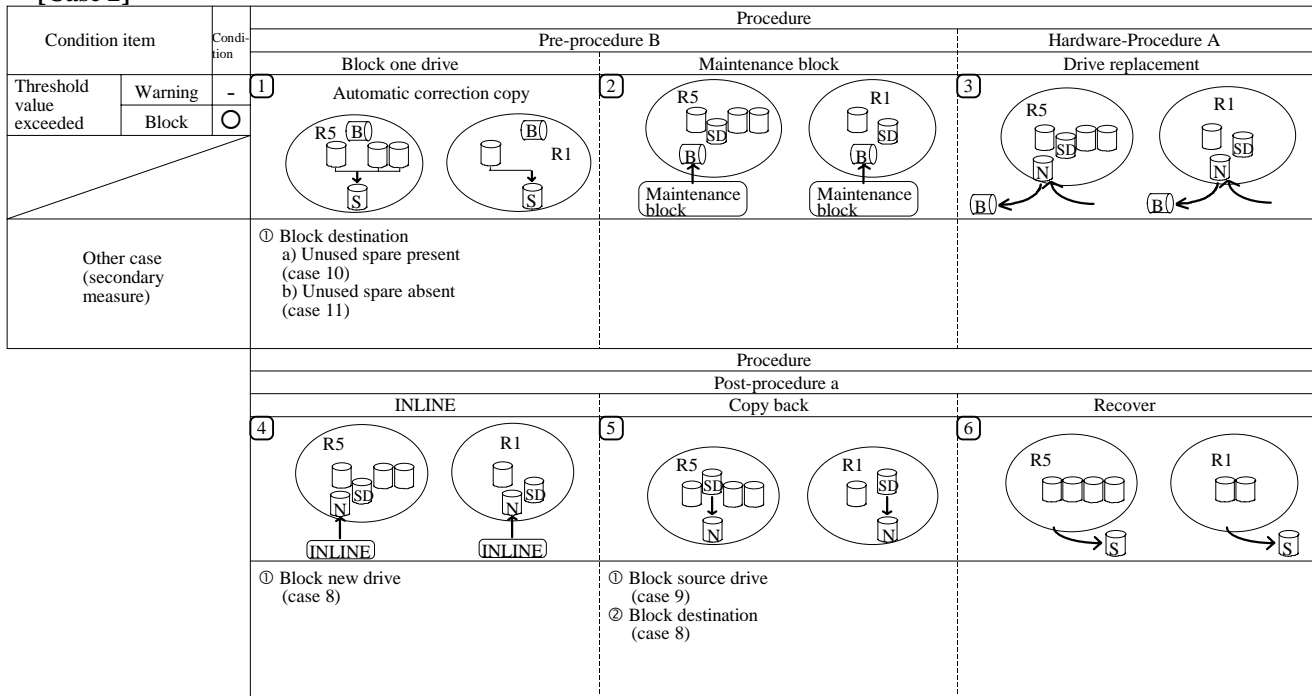 Procedure
Condition item
Condi-
tion
Pre-procedure B
Hardware-Procedure A
Block one drive
Maintenance block
Drive replacement
Threshold
value
exceeded
Warning
-
Block
○
1
Automatic correction copy
R5
B
S
R1
B
S
2
R5
SD
B
Maintenance
block
R1
SD
B
Maintenance
block
3
R5
SD
N
B
R1
SD
N
B
Other case
(secondary
measure)
① Block destination
a) Unused spare present
(case 10)
b) Unused spare absent
(case 11)
Procedure
Post-procedure a
INLINE
Copy back
Recover
4
R5
SD
N
INLINE
R1
SD
N
INLINE
5
R5
SD
N
R1
SD
N
6
R5
S
R1
S
① Block new drive
(case 8)
① Block source drive
(case 9)
② Block destination
(case 8)